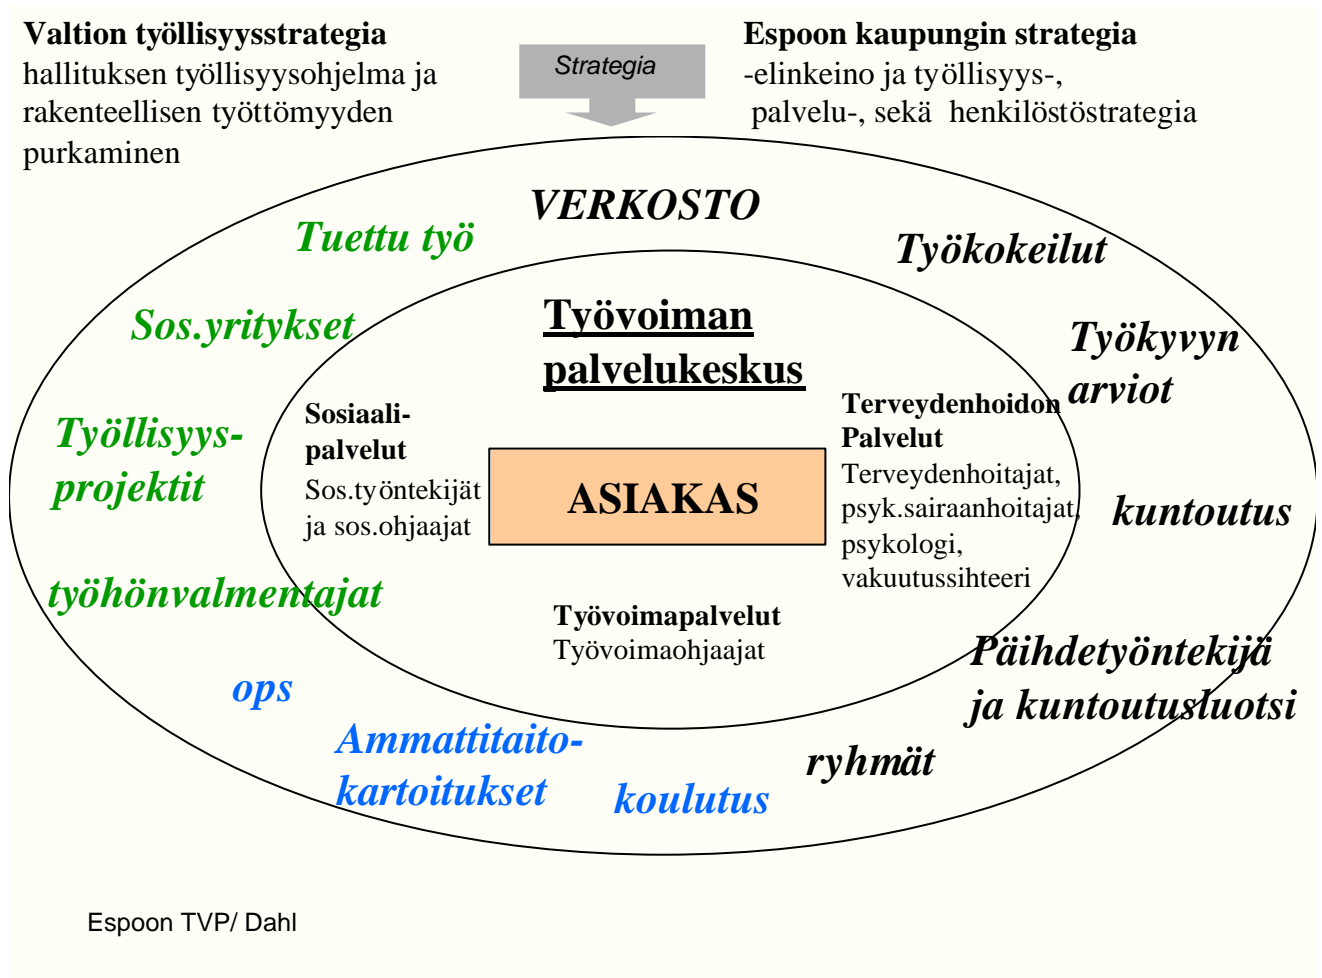 Valtion työllisyysstrategia
hallituksen työllisyysohjelma ja
rakenteellisen työttömyyden
purkaminen
Strategia
Espoon kaupungin strategia
-elinkeino ja työllisyys-,
palvelu-, sekä henkilöstöstrategia
VERKOSTO
Tuettu työ
Työkokeilut
Sos.yritykset
Työvoiman
palvelukeskus
Työkyvyn
arviot
Työllisyys-
projektit
Sosiaali-
palvelut
Sos.työntekijät
ja sos.ohjaajat
ASIAKAS
Terveydenhoidon
Palvelut
Terveydenhoitajat,
psyk.sairaanhoitajat,
psykologi,
vakuutussihteeri
kuntoutus
työhönvalmentajat
Työvoimapalvelut
Työvoimaohjaajat
Päihdetyöntekijä
ja kuntoutusluotsi
ops
Ammattitaito-
kartoitukset
koulutus
ryhmät
Espoon TVP/ Dahl